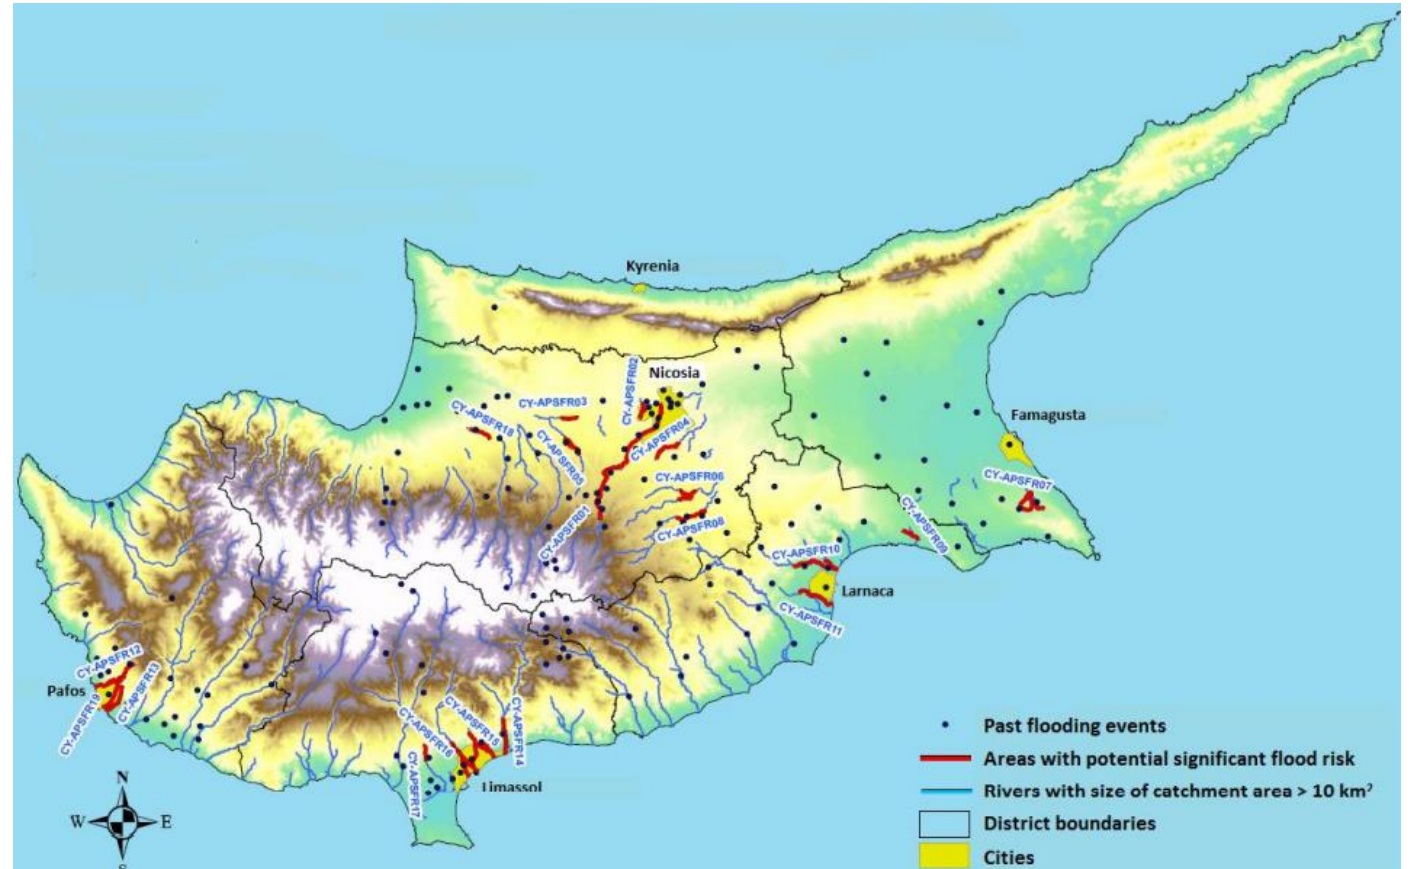 Kyrenia
Nicosia
CY-APSFR02
CY-APSFR03
CY-APSFR18
CY-APSFR05
CY-APSFR04
Famagusta
CY-APSFR06
CY-APSFR07
CY-APSFR01
CY-APSFR08
CY-APSFR09
CY-APSFR10
Larnaca
CY-APSFR11
CY-APSFR12
Pafos
CY-APSFR13
CY-APSFR19
CY-APSFR16
CY-APSFR15
CY-APSFR14
CY-APSFR17
Limassol
N
W
E
S
Past flooding events
Areas with potential significant flood risk
Rivers with size of catchment area > 10 km²
District boundaries
Cities